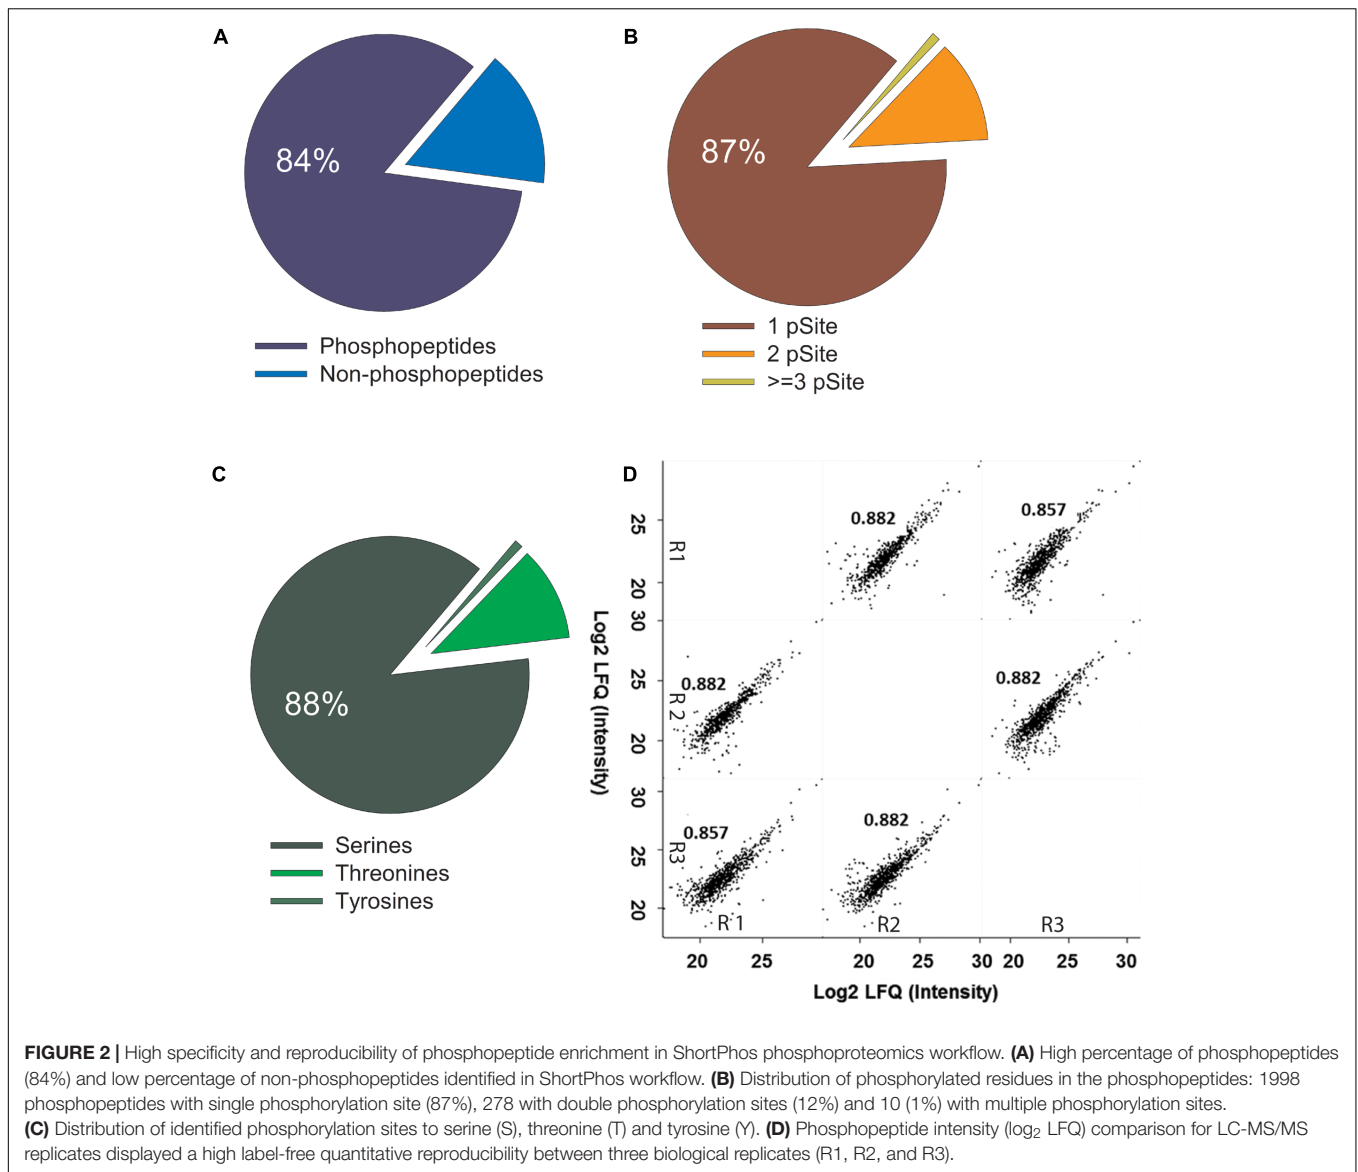 A
84%
Phosphopeptides
Non-phosphopeptides
B
87%
1 pSite
2 pSite
>=3 pSite
C
88%
Serines
Threonines
Tyrosines
D
Log2 LFQ (Intensity)
25
20
R1
0.882
0.857
30
25
20
R 2
0.882
0.882
30
25
20
R3
0.857
0.882
R 1
R2
R3
20 25 20 25 30 20 25 30
Log2 LFQ (Intensity)
FIGURE 2 | High specificity and reproducibility of phosphopeptide enrichment in ShortPhos phosphoproteomics workflow. (A) High percentage of phosphopeptides
(84%) and low percentage of non-phosphopeptides identified in ShortPhos workflow. (B) Distribution of phosphorylated residues in the phosphopeptides: 1998
phosphopeptides with single phosphorylation site (87%), 278 with double phosphorylation sites (12%) and 10 (1%) with multiple phosphorylation sites.
(C) Distribution of identified phosphorylation sites to serine (S), threonine (T) and tyrosine (Y). (D) Phosphopeptide intensity (log2 LFQ) comparison for LC-MS/MS
replicates displayed a high label-free quantitative reproducibility between three biological replicates (R1, R2, and R3).